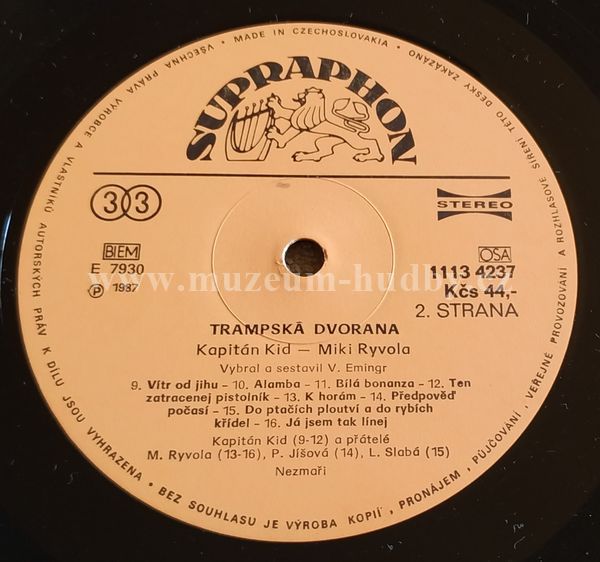 VŠECHNA PRÁVA VÝROBCE A VLASTNÍKŮ AUTORSKÝCH PRÁV K DÍLU JSOU VYHRAZENA • BEZ SOUHLASU JE VÝROBA KOPIÍ, PRONÁJEM, PŮJČOVÁNÍ, VEŘEJNÉ PROVOZOVÁNÍ A ROZHLASOVÉ ŠÍŘENÍ TÉTO DESKY ZAKÁZÁNO • MADE IN CZECHOSLOVAKIA •
SUPRAPHON
33
STEREO
BIEM
OSA
E 7930
1113 4237
℗ 1987
Kčs 44,-
www.muzeum-hudby.cz
2. STRANA
TRAMPSKÁ DVORANA
Kapitán Kid — Miki Ryvola
Vybral a sestavil V. Emingr
9. Vítr od jihu - 10. Alamba - 11. Bílá bonanza - 12. Ten
zatracenej pistolník - 13. K horám - 14. Předpověď
počasí - 15. Do ptačích ploutví a do rybích
křídel - 16. Já jsem tak línej
Kapitán Kid (9-12) a přátelé
M. Ryvola (13-16), P. Jíšová (14), L. Slabá (15)
Nezmaři